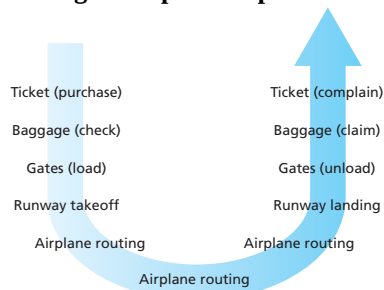 Ticket (purchase)
Baggage (check)
Gates (load)
Runway takeoff
Airplane routing
Airplane routing
Ticket (complain)
Baggage (claim)
Gates (unload)
Runway landing
Airplane routing